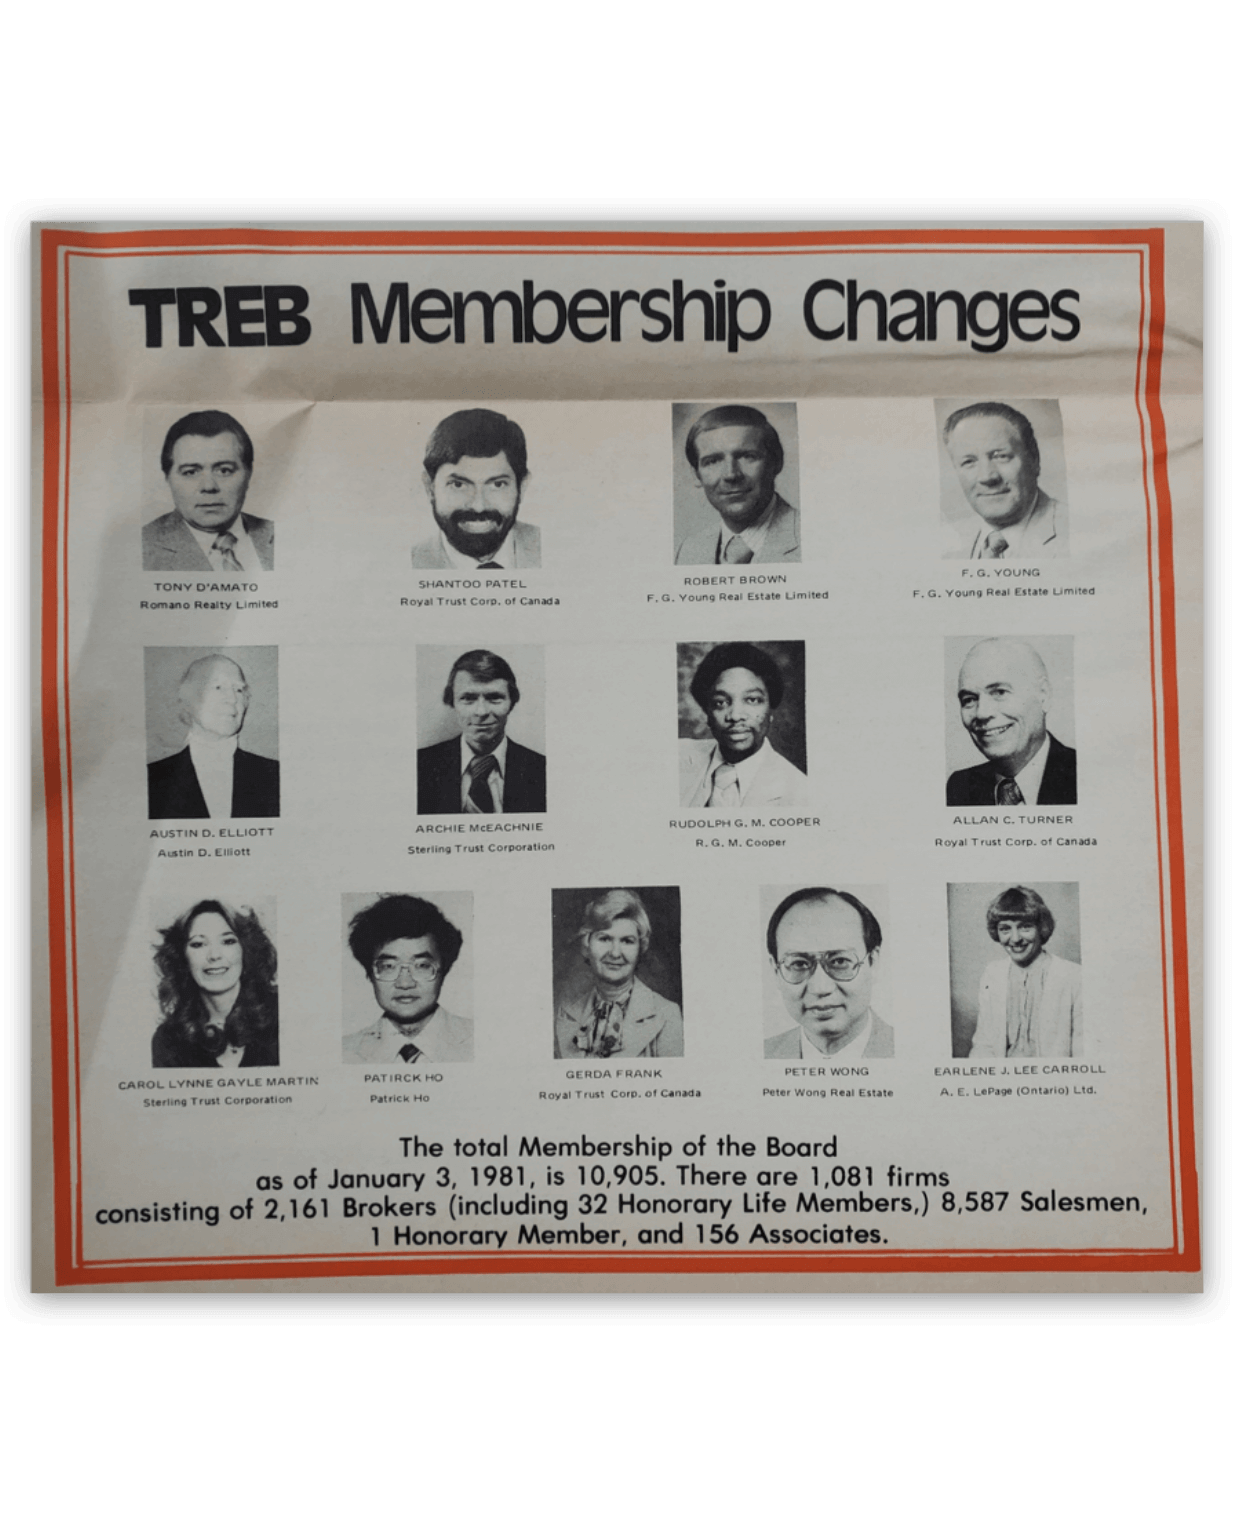 TREB Membership Changes
TONY D'AMATO
Romano Realty Limited
SHANTOO PATEL
Royal Trust Corp. of Canada
ROBERT BROWN
F. G. Young Real Estate Limited
F. G. YOUNG
F. G. Young Real Estate Limited
AUSTIN D. ELLIOTT
Austin D. Elliott
ARCHIE McEACHNIE
Sterling Trust Corporation
RUDOLPH G. M. COOPER
R. G. M. Cooper
ALLAN C. TURNER
Royal Trust Corp. of Canada
CAROL LYNNE GAYLE MARTIN
Sterling Trust Corporation
PATIRCK HO
Patrick Ho
GERDA FRANK
Royal Trust Corp. of Canada
PETER WONG
Peter Wong Real Estate
EARLENE J. LEE CARROLL
A. E. LePage (Ontario) Ltd.
The total Membership of the Board
as of January 3, 1981, is 10,905. There are 1,081 firms
consisting of 2,161 Brokers (including 32 Honorary Life Members,) 8,587 Salesmen,
1 Honorary Member, and 156 Associates.